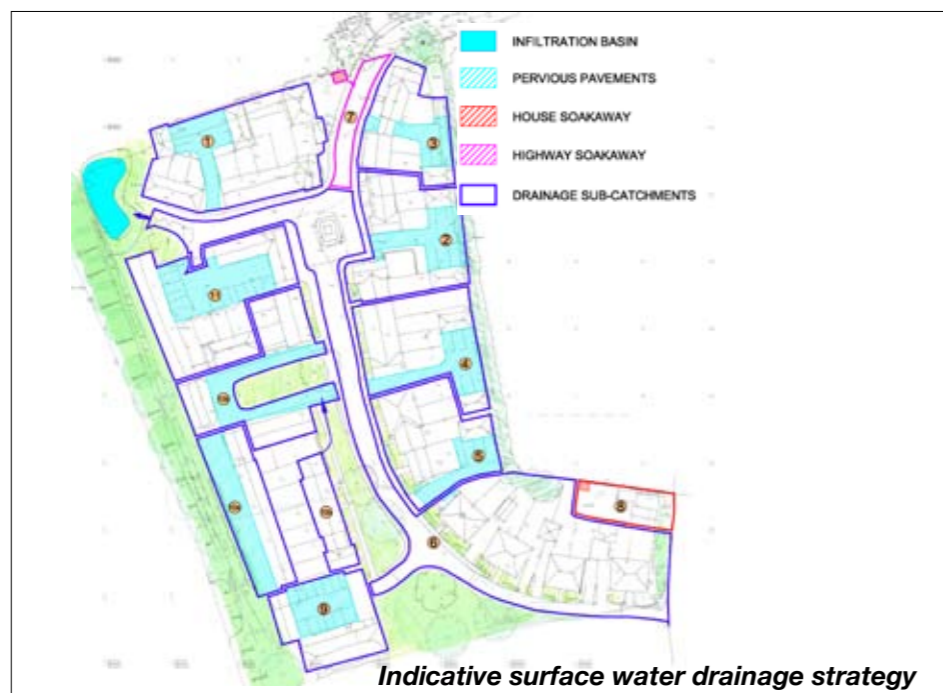 INFILTRATION BASIN
PERVIOUS PAVEMENTS
HOUSE SOAKAWAY
HIGHWAY SOAKAWAY
DRAINAGE SUB-CATCHMENTS
7
1
3
2
11
4
5
8
6
9
Indicative surface water drainage strategy